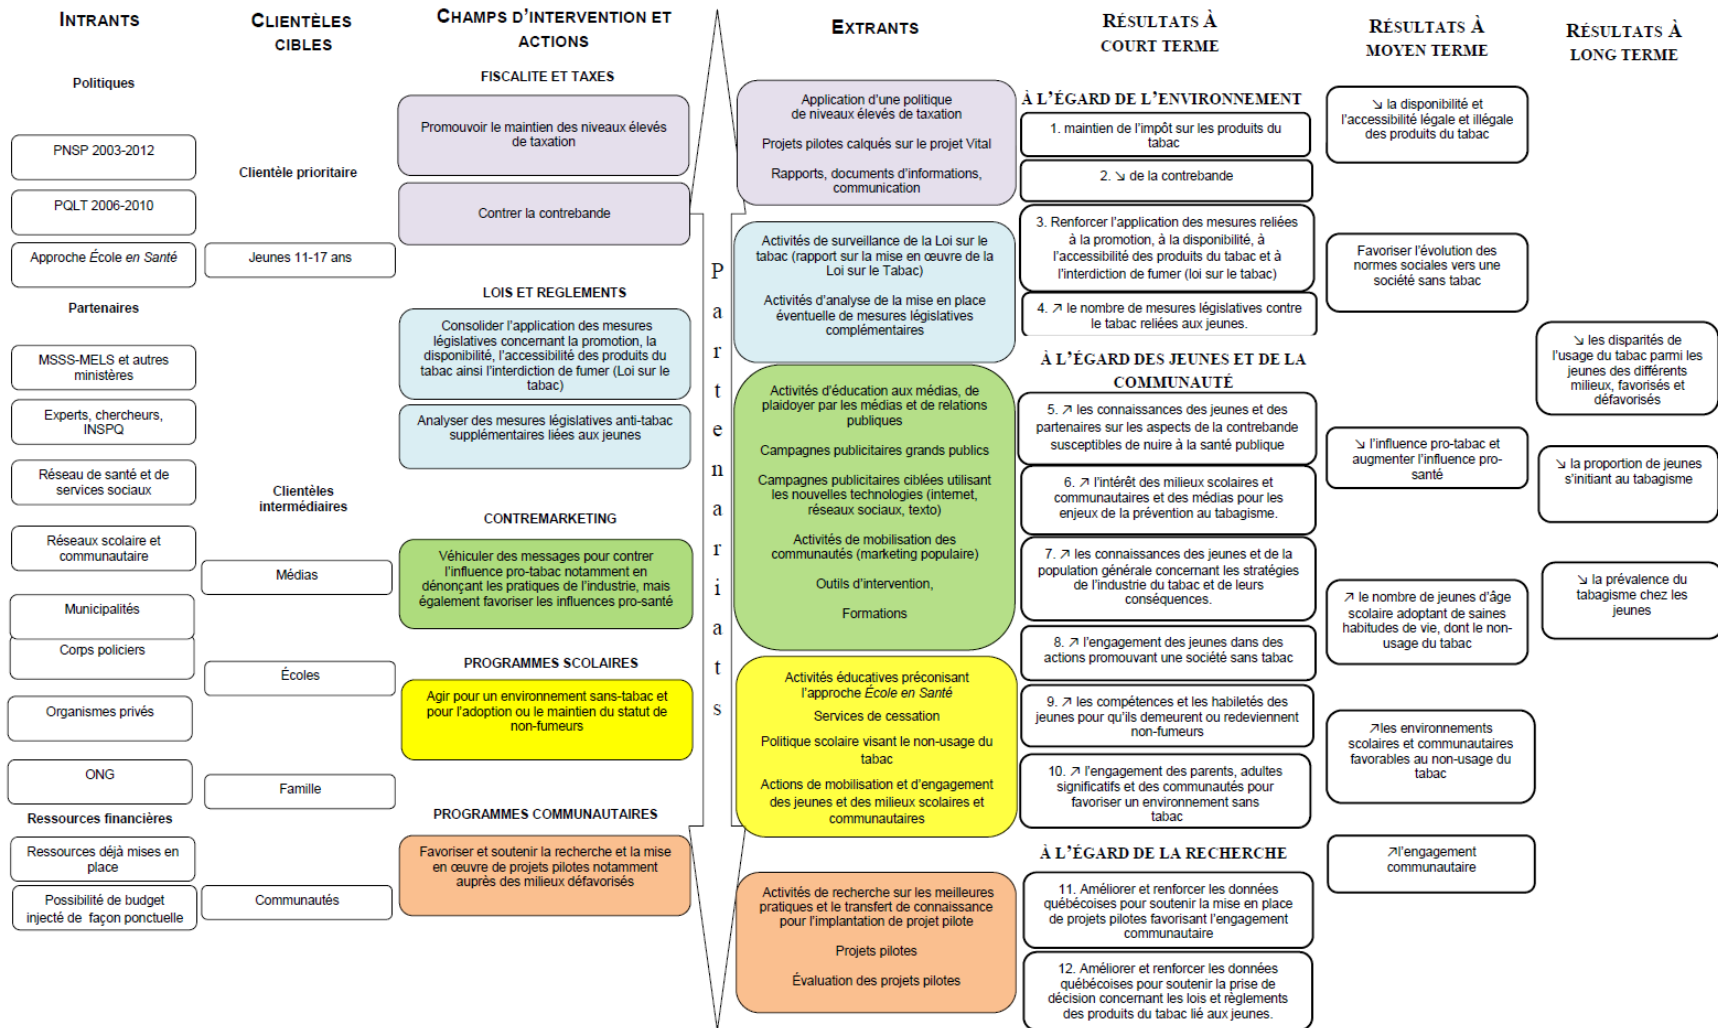 INTRANTS
Politiques
PNSP 2003-2012
PQLT 2006-2010
Approche École en Santé
Partenaires
MSSS-MELS et autres
ministères
Experts, chercheurs,
INSPQ
Réseau de santé et de
services sociaux
Réseaux scolaire et
communautaire
Municipalités
Corps policiers
Organismes privés
ONG
Ressources financières
Ressources déjà mises en
place
Possibilité de budget
injecté de façon ponctuelle
CLIENTÈLES
CIBLES
Clientèle prioritaire
Jeunes 11-17 ans
Clientèles
intermédiaires
Médias
Écoles
Famille
Communautés
CHAMPS D'INTERVENTION ET
ACTIONS
FISCALITE ET TAXES
Promouvoir le maintien des niveaux élevés
de taxation
Contrer la contrebande
LOIS ET REGLEMENTS
Consolider l'application des mesures
législatives concernant la promotion, la
disponibilité, l'accessibilité des produits du
tabac ainsi l'interdiction de fumer (Loi sur le
tabac)
Analyser des mesures législatives anti-tabac
supplémentaires liées aux jeunes
CONTREMARKETING
Véhiculer des messages pour contrer
l'influence pro-tabac notamment en
dénonçant les pratiques de l'industrie, mais
également favoriser les influences pro-santé
PROGRAMMES SCOLAIRES
Agir pour un environnement sans-tabac et
pour l'adoption ou le maintien du statut de
non-fumeurs
PROGRAMMES COMMUNAUTAIRES
Favoriser et soutenir la recherche et la mise
en œuvre de projets pilotes notamment
auprès des milieux défavorisés
Partenariats
EXTRANTS
Application d'une politique
de niveaux élevés de taxation
Projets pilotes calqués sur le projet Vital
Rapports, documents d'informations,
communication
Activités de surveillance de la Loi sur le
tabac (rapport sur la mise en œuvre de la
Loi sur le Tabac)
Activités d'analyse de la mise en place
éventuelle de mesures législatives
complémentaires
Activités d'éducation aux médias, de
plaidoyer par les médias et de relations
publiques
Campagnes publicitaires grands publics
Campagnes publicitaires ciblées utilisant
les nouvelles technologies (internet,
réseaux sociaux, texto)
Activités de mobilisation des
communautés (marketing populaire)
Outils d'intervention,
Formations
Activités éducatives préconisant
l'approche École en Santé
Services de cessation
Politique scolaire visant le non-usage du
tabac
Actions de mobilisation et d'engagement
des jeunes et des milieux scolaires et
communautaires
Activités de recherche sur les meilleures
pratiques et le transfert de connaissance
pour l'implantation de projet pilote
Projets pilotes
Évaluation des projets pilotes
RÉSULTATS À
COURT TERME
À L'ÉGARD DE L'ENVIRONNEMENT
1. maintien de l'impôt sur les produits du
tabac
2. ↘ de la contrebande
3. Renforcer l'application des mesures reliées
à la promotion, à la disponibilité, à
l'accessibilité des produits du tabac et à
l'interdiction de fumer (loi sur le tabac)
4. ↗ le nombre de mesures législatives contre
le tabac reliées aux jeunes.
À L'ÉGARD DES JEUNES ET DE LA
COMMUNAUTÉ
5. ↗ les connaissances des jeunes et des
partenaires sur les aspects de la contrebande
susceptibles de nuire à la santé publique
6. ↗ l'intérêt des milieux scolaires et
communautaires et des médias pour les
enjeux de la prévention au tabagisme.
7. ↗ les connaissances des jeunes et de la
population générale concernant les stratégies
de l'industrie du tabac et de leurs
conséquences.
8. ↗ l'engagement des jeunes dans des
actions promouvant une société sans tabac
9. ↗ les compétences et les habiletés des
jeunes pour qu'ils demeurent ou redeviennent
non-fumeurs
10. ↗ l'engagement des parents, adultes
significatifs et des communautés pour
favoriser un environnement sans
tabac
À L'ÉGARD DE LA RECHERCHE
11. Améliorer et renforcer les données
québécoises pour soutenir la mise en place
de projets pilotes favorisant l'engagement
communautaire
12. Améliorer et renforcer les données
québécoises pour soutenir la prise de
décision concernant les lois et règlements
des produits du tabac lié aux jeunes.
RÉSULTATS À
MOYEN TERME
↘ la disponibilité et
l'accessibilité légale et illégale
des produits du tabac
Favoriser l'évolution des
normes sociales vers une
société sans tabac
↘ l'influence pro-tabac et
augmenter l'influence pro-
santé
↗ le nombre de jeunes d'âge
scolaire adoptant de saines
habitudes de vie, dont le non-
usage du tabac
↗les environnements
scolaires et communautaires
favorables au non-usage du
tabac
↗l'engagement
communautaire
RÉSULTATS À
LONG TERME
↘ les disparités de
l'usage du tabac parmi les
jeunes des différents
milieux, favorisés et
défavorisés
↘ la proportion de jeunes
s'initiant au tabagisme
↘ la prévalence du
tabagisme chez les
jeunes